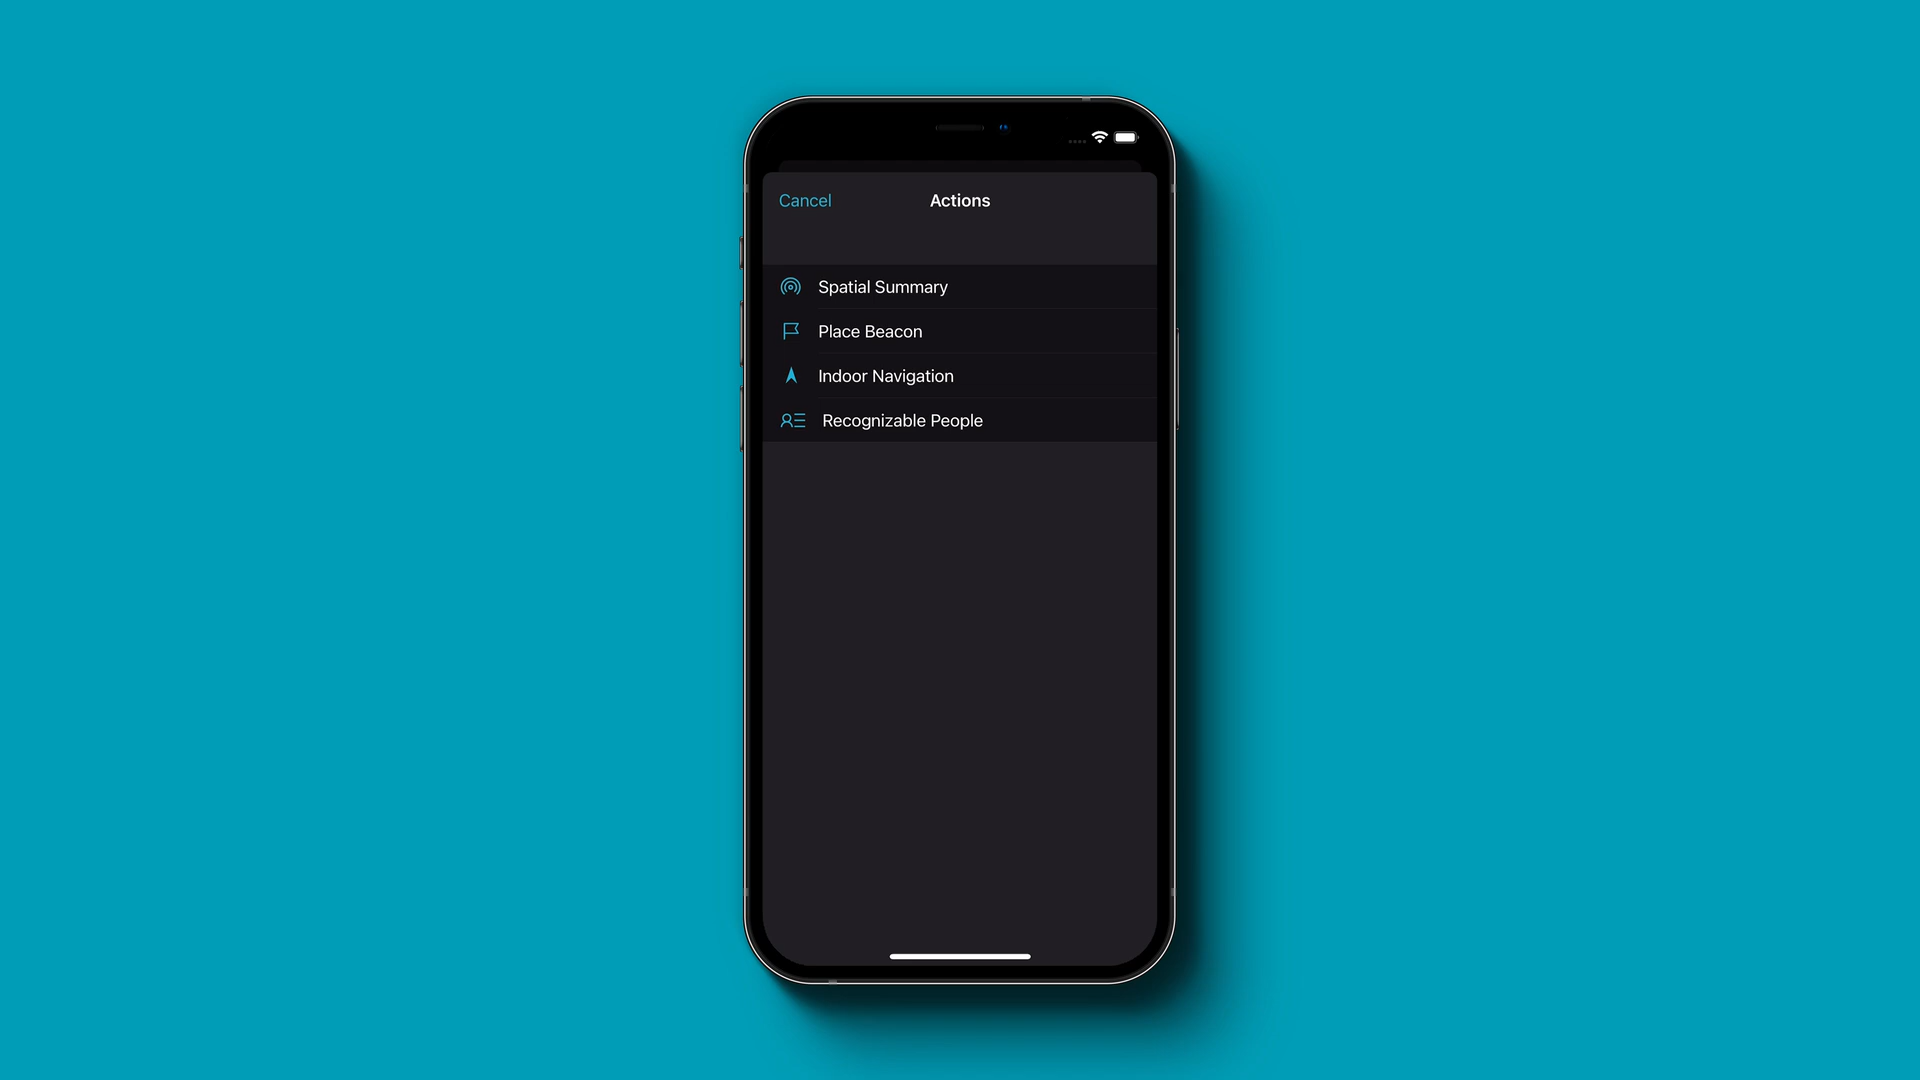 Cancel
Actions
Spatial Summary
Place Beacon
Indoor Navigation
Recognizable People